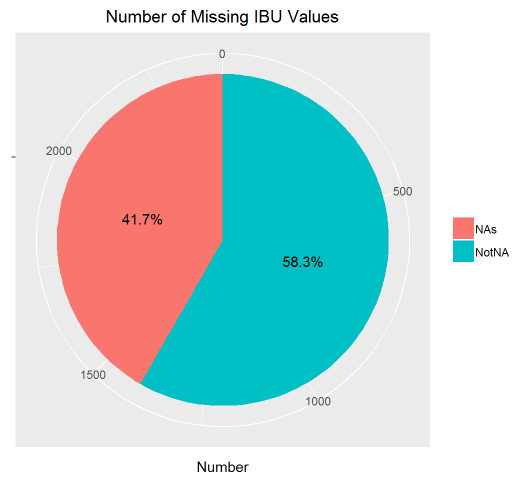 Number of Missing IBU Values
0
500
1000
1500
2000
41.7%
58.3%
NAs
NotNA
Number